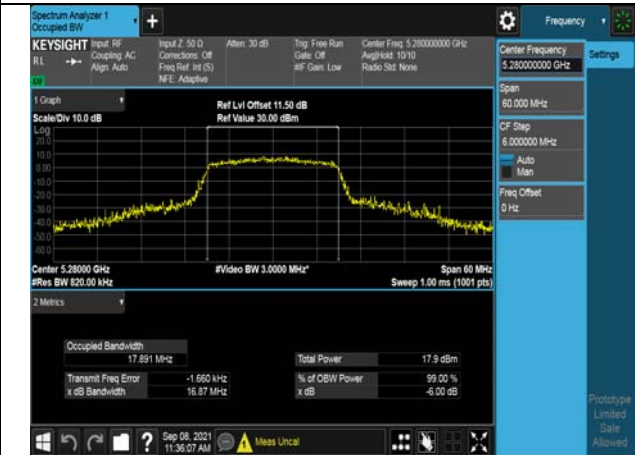 Spectrum Analyzer 1
Occupied BW
+
Frequency
KEYSIGHT Input: RF Input Z: 50 Ω Atten: 30 dB Trig: Free Run Center Freq: 5.280000000 GHz
RL Coupling: AC Corrections: Off Gate: Off Avg|Hold: 10/10
Align: Auto Freq Ref: Int (S) #IF Gain: Low Radio Std: None
NFE: Adaptive
1 Graph
Ref Lvl Offset 11.50 dB
Scale/Div 10.0 dB Ref Value 30.00 dBm
Log
20.0
10.0
0.00
-10.0
-20.0
-30.0
-40.0
-50.0
-60.0
Center 5.28000 GHz #Video BW 3.0000 MHz* Span 60 MHz
#Res BW 820.00 kHz Sweep 1.00 ms (1001 pts)
2 Metrics
Occupied Bandwidth
17.891 MHz Total Power 17.9 dBm
Transmit Freq Error -1.660 kHz % of OBW Power 99.00 %
x dB Bandwidth 16.87 MHz x dB -6.00 dB
? Sep 08, 2021
11:36:07 AM
Meas Uncal
Center Frequency
5.280000000 GHz
Settings
Span
60.000 MHz
CF Step
6.000000 MHz
Auto
Man
Freq Offset
0 Hz
Prototype
Limited
Sale
Allowed